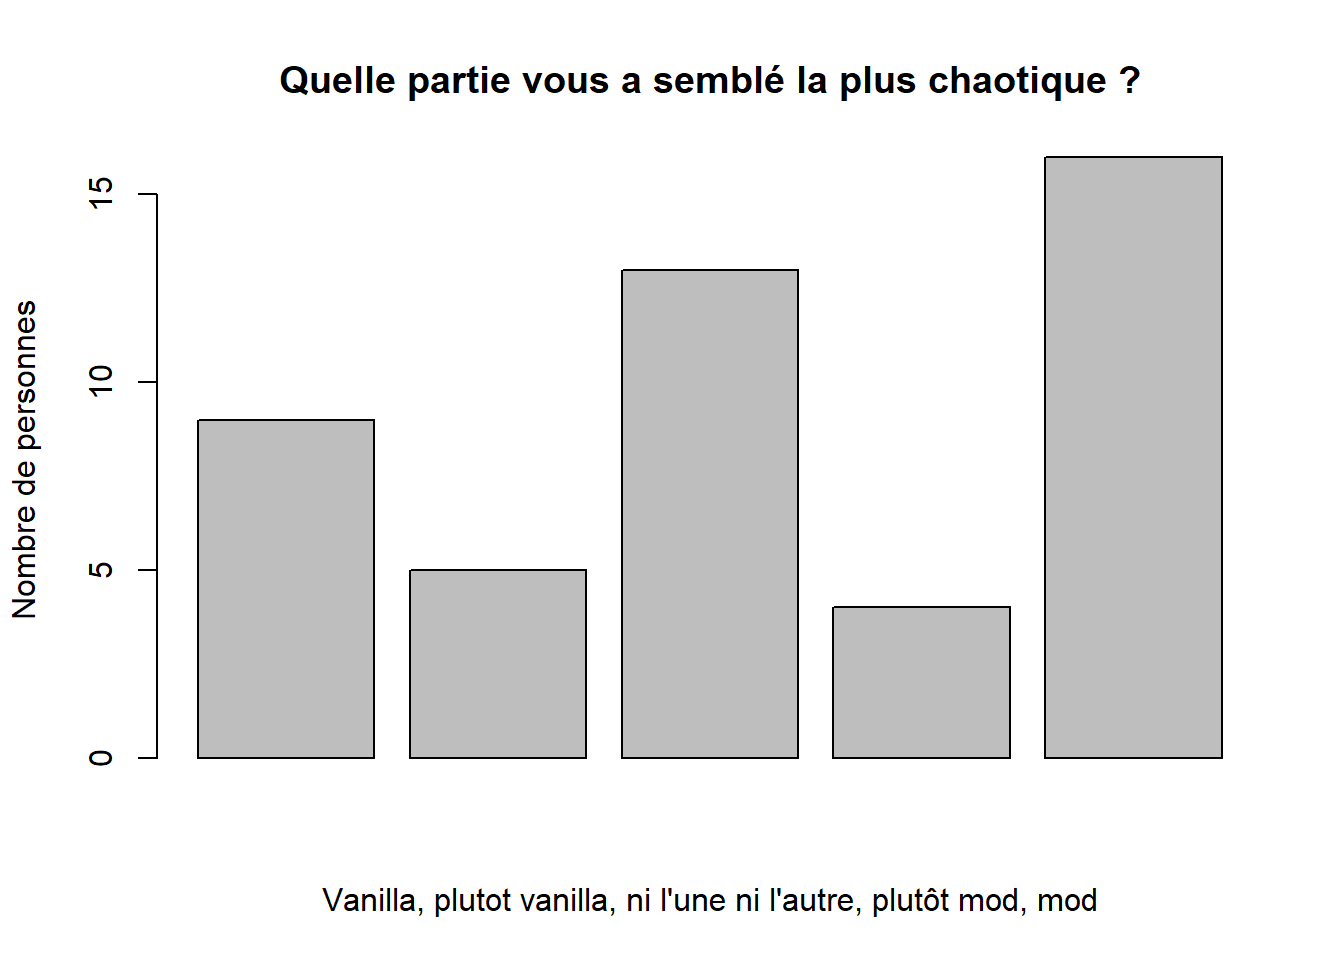 Quelle partie vous a semblé la plus chaotique ?
Nombre de personnes
15
10
5
0
Vanilla, plutot vanilla, ni l'une ni l'autre, plutôt mod, mod